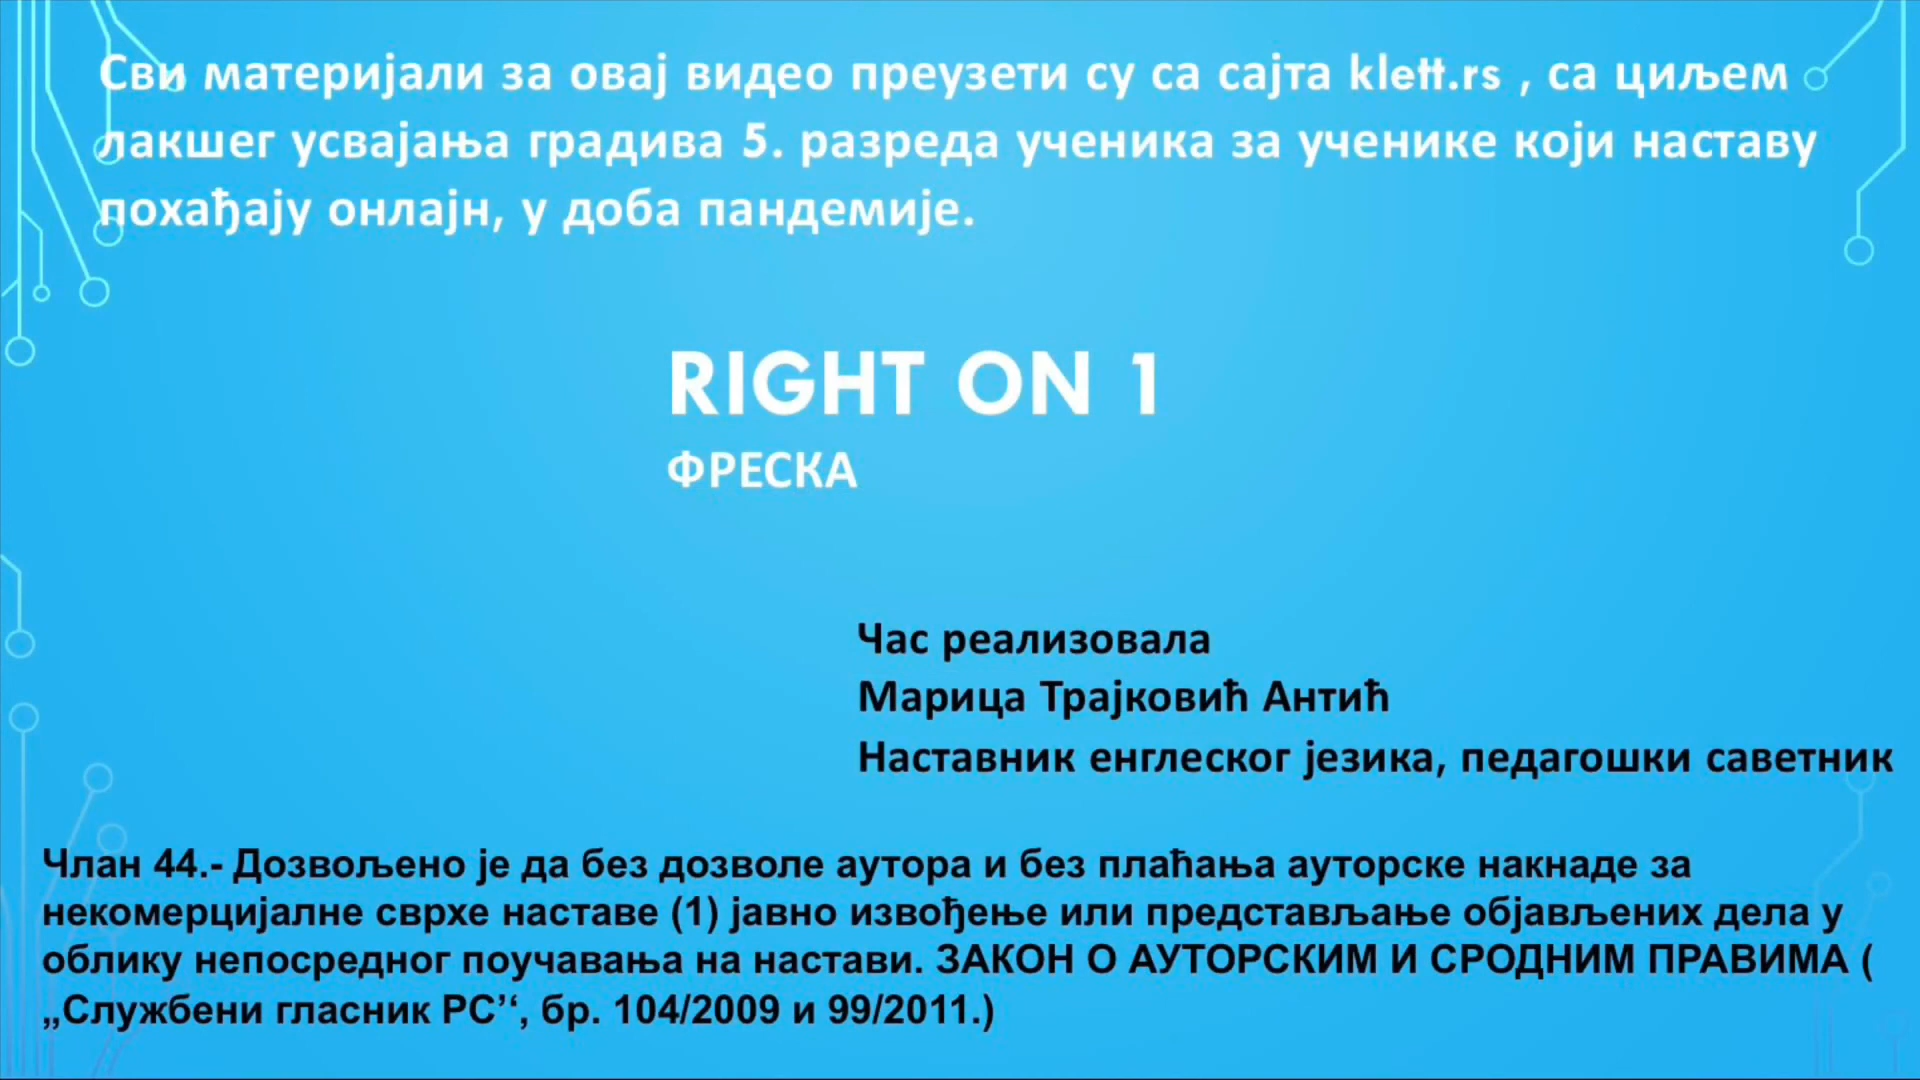 Сви материјали за овај видео преузети су са сајта klett.rs , са циљем
лакшег усвајања градива 5. разреда ученика за ученике који наставу
похађају онлајн, у доба пандемије.
RIGHT ON 1
ФРЕСКА
Час реализовала
Марица Трајковић Антић
Наставник енглеског језика, педагошки саветник
Члан 44.- Дозвољено је да без дозволе аутора и без плаћања ауторске накнаде за
некомерцијалне сврхе наставе (1) јавно извођење или представљање објављених дела у
облику непосредног поучавања на настави. ЗАКОН О АУТОРСКИМ И СРОДНИМ ПРАВИМА (
„Службени гласник РС’‘, бр. 104/2009 и 99/2011.)